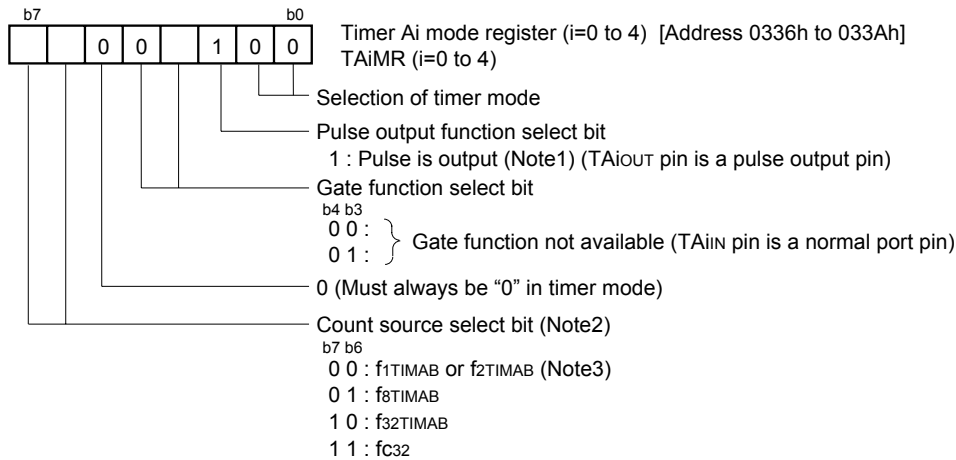 b7 b0
0 0 1 0 0
Timer Ai mode register (i=0 to 4) [Address 0336h to 033Ah]
TAiMR (i=0 to 4)
Selection of timer mode
Pulse output function select bit
1 : Pulse is output (Note1) (TAiOUT pin is a pulse output pin)
Gate function select bit
b4 b3
0 0 :
0 1 :
Gate function not available (TAiIN pin is a normal port pin)
0 (Must always be “0” in timer mode)
Count source select bit (Note2)
b7 b6
0 0 : f1TIMAB or f2TIMAB (Note3)
0 1 : f8TIMAB
1 0 : f32TIMAB
1 1 : fC32